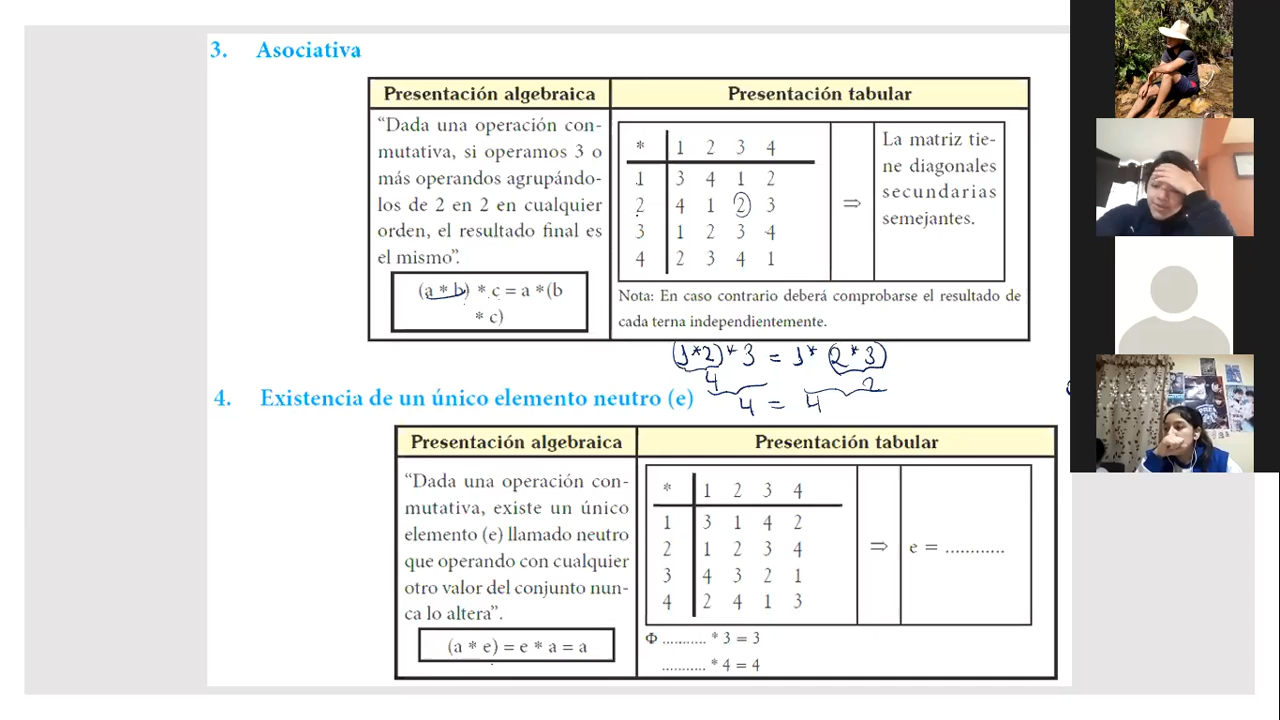 3. Asociativa
Presentación algebraica
Presentación tabular
“Dada una operación con-
mutativa, si operamos 3 o
más operandos agrupándo-
los de 2 en 2 en cualquier
orden, el resultado final es
el mismo”.
(a * b) * c = a *(b
* c)
* 1 2 3 4
1 3 4 1 2
2 4 1 2 3
3 1 2 3 4
4 2 3 4 1
⇒
La matriz tie-
ne diagonales
secundarias
semejantes.
Nota: En caso contrario deberá comprobarse el resultado de
cada terna independientemente.
(1*2)*3 = 1*(2*3)
4 2
4 = 4
4. Existencia de un único elemento neutro (e)
Presentación algebraica
Presentación tabular
“Dada una operación con-
mutativa, existe un único
elemento (e) llamado neutro
que operando con cualquier
otro valor del conjunto nun-
ca lo altera”.
(a * e) = e * a = a
* 1 2 3 4
1 3 1 4 2
2 1 2 3 4
3 4 3 2 1
4 2 4 1 3
⇒
e = ............
Φ ........... * 3 = 3
........... * 4 = 4